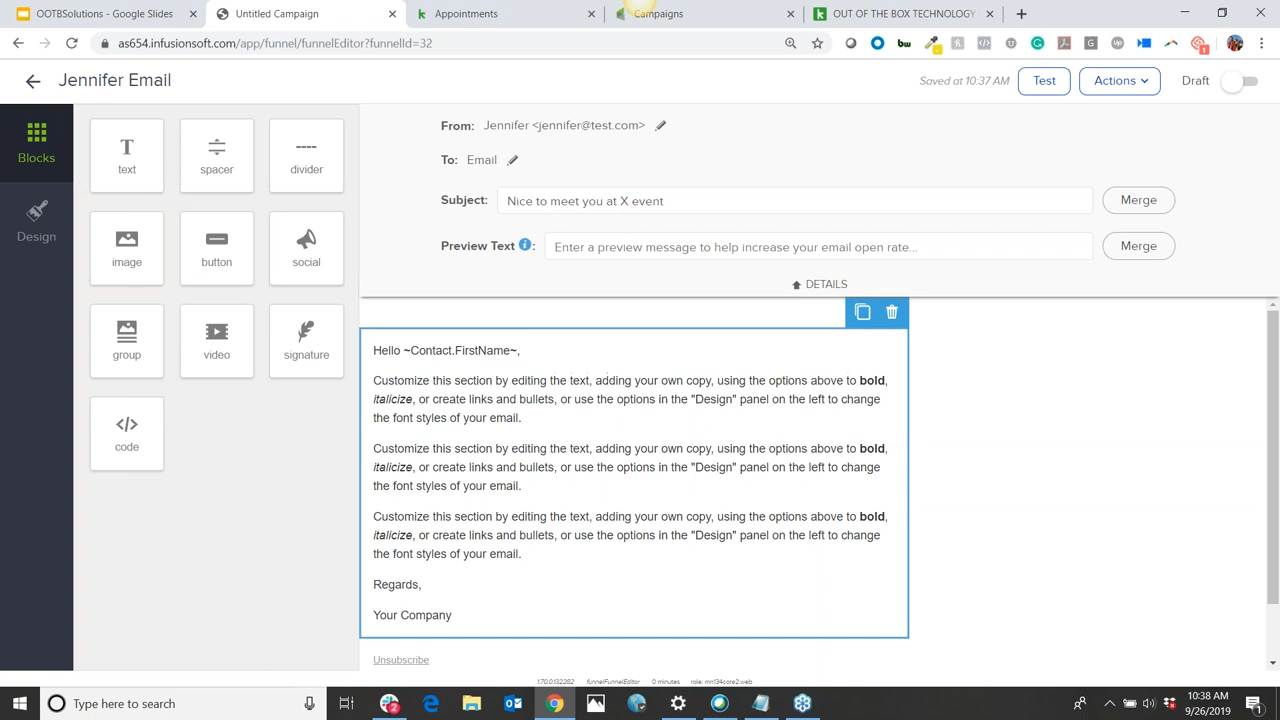 OOTBSolutions - Google Slides
Untitled Campaign
Appointments
Campaigns
OUT OF THE BOX TECHNOLOGY
as654.infusionsoft.com/app/funnel/funnelEditor?funnelId=32
Jennifer Email
Saved at 10:37 AM
Test
Actions
Draft
Blocks
Design
text
spacer
divider
image
button
social
group
video
signature
code
From: Jennifer <jennifer@test.com>
To: Email
Subject: Nice to meet you at X event
Merge
Preview Text : Enter a preview message to help increase your email open rate...
Merge
DETAILS
Hello ~Contact.FirstName~,
Customize this section by editing the text, adding your own copy, using the options above to bold,
italicize, or create links and bullets, or use the options in the "Design" panel on the left to change
the font styles of your email.
Customize this section by editing the text, adding your own copy, using the options above to bold,
italicize, or create links and bullets, or use the options in the "Design" panel on the left to change
the font styles of your email.
Customize this section by editing the text, adding your own copy, using the options above to bold,
italicize, or create links and bullets, or use the options in the "Design" panel on the left to change
the font styles of your email.
Regards,
Your Company
Unsubscribe
1.70.0.132262 funnelFunnelEditor 0 minutes role: mn134core2.web
Type here to search
10:38 AM
9/26/2019